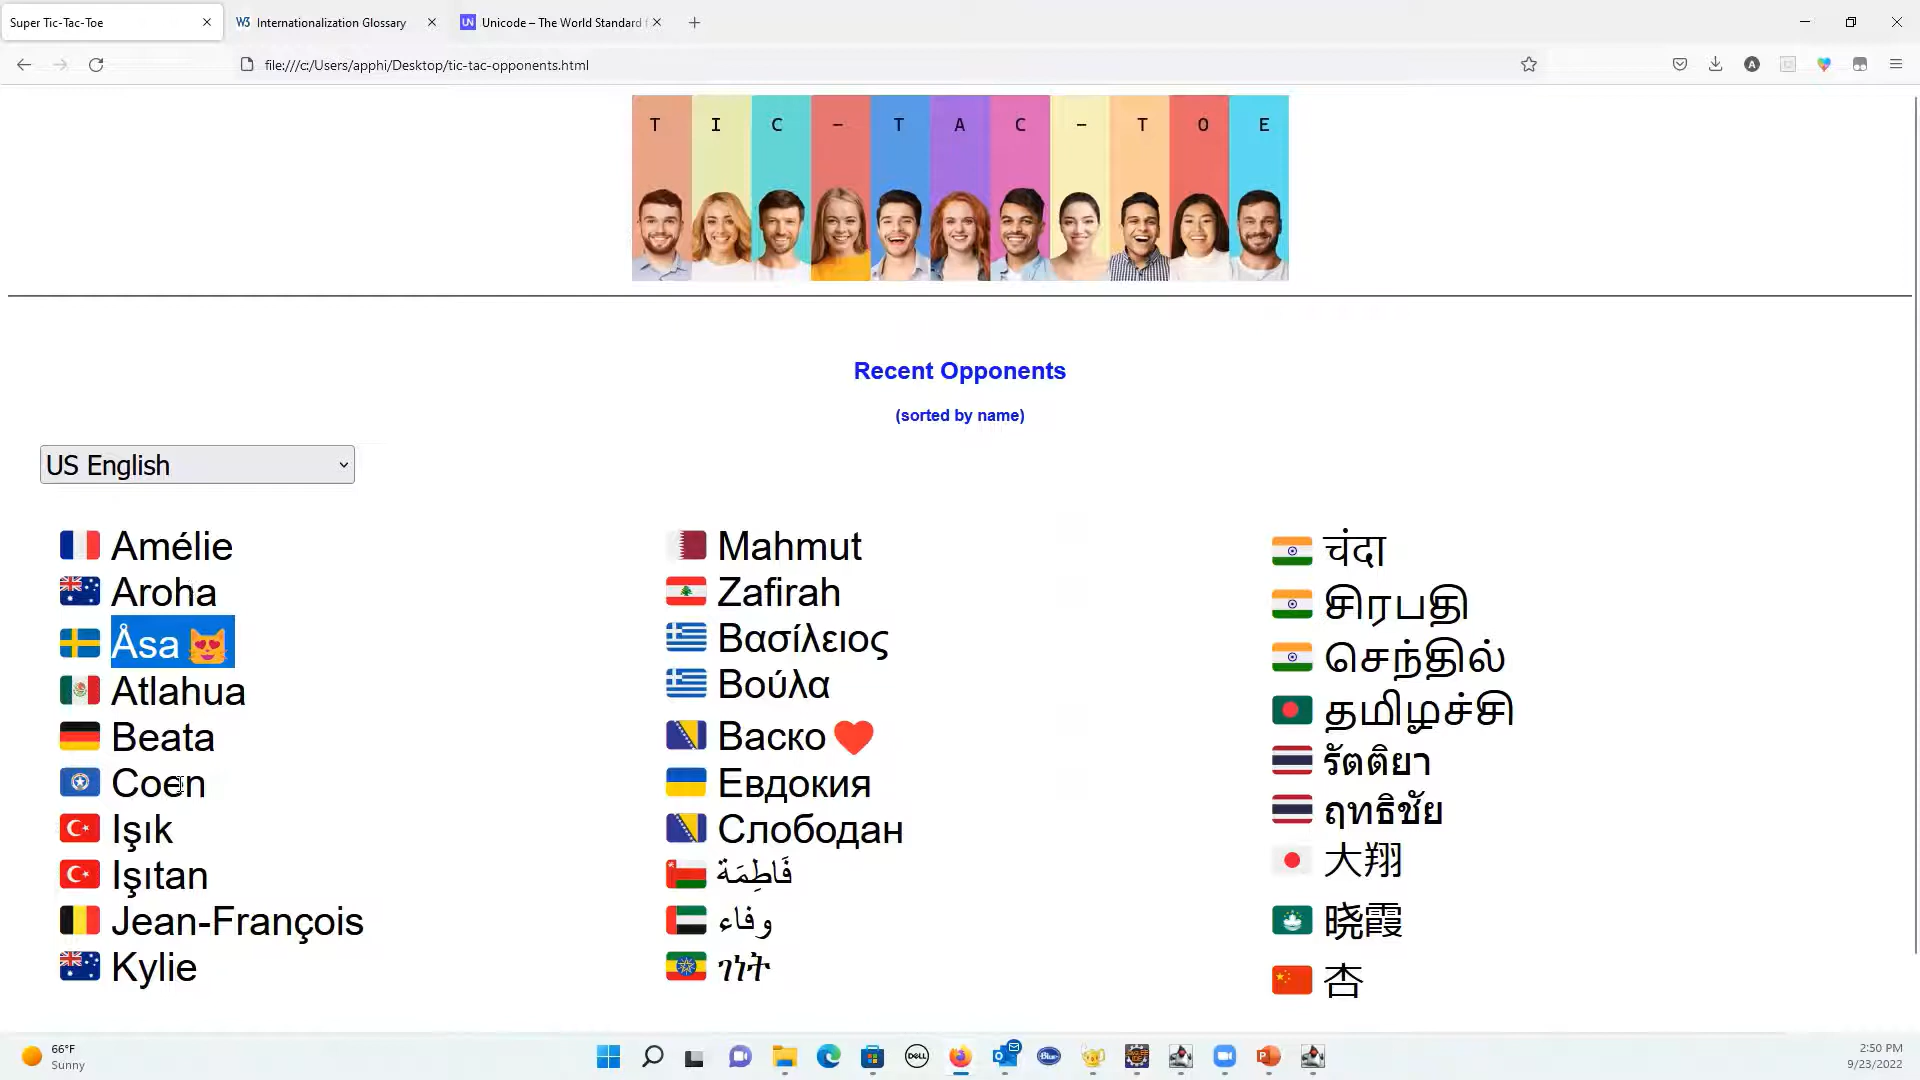 Super Tic-Tac-Toe
Internationalization Glossary
Unicode – The World Standard f
file:///c:/Users/apphi/Desktop/tic-tac-opponents.html
T I C – T A C – T O E
Recent Opponents
(sorted by name)
US English
Amélie
Aroha
Åsa 😻
Atlahua
Beata
Coen
Işık
Işıtan
Jean-François
Kylie
Mahmut
Zafirah
Βασίλειος
Βούλα
Васко ❤️
Евдокия
Слободан
فَاطِمَة
وفاء
ገነት
चंदा
சிரபதி
செந்தில்
தமிழ்ச்சி
รัตติยา
ฤทธิชัย
大翔
晓霞
杏
66°F
Sunny
2:50 PM
9/23/2022